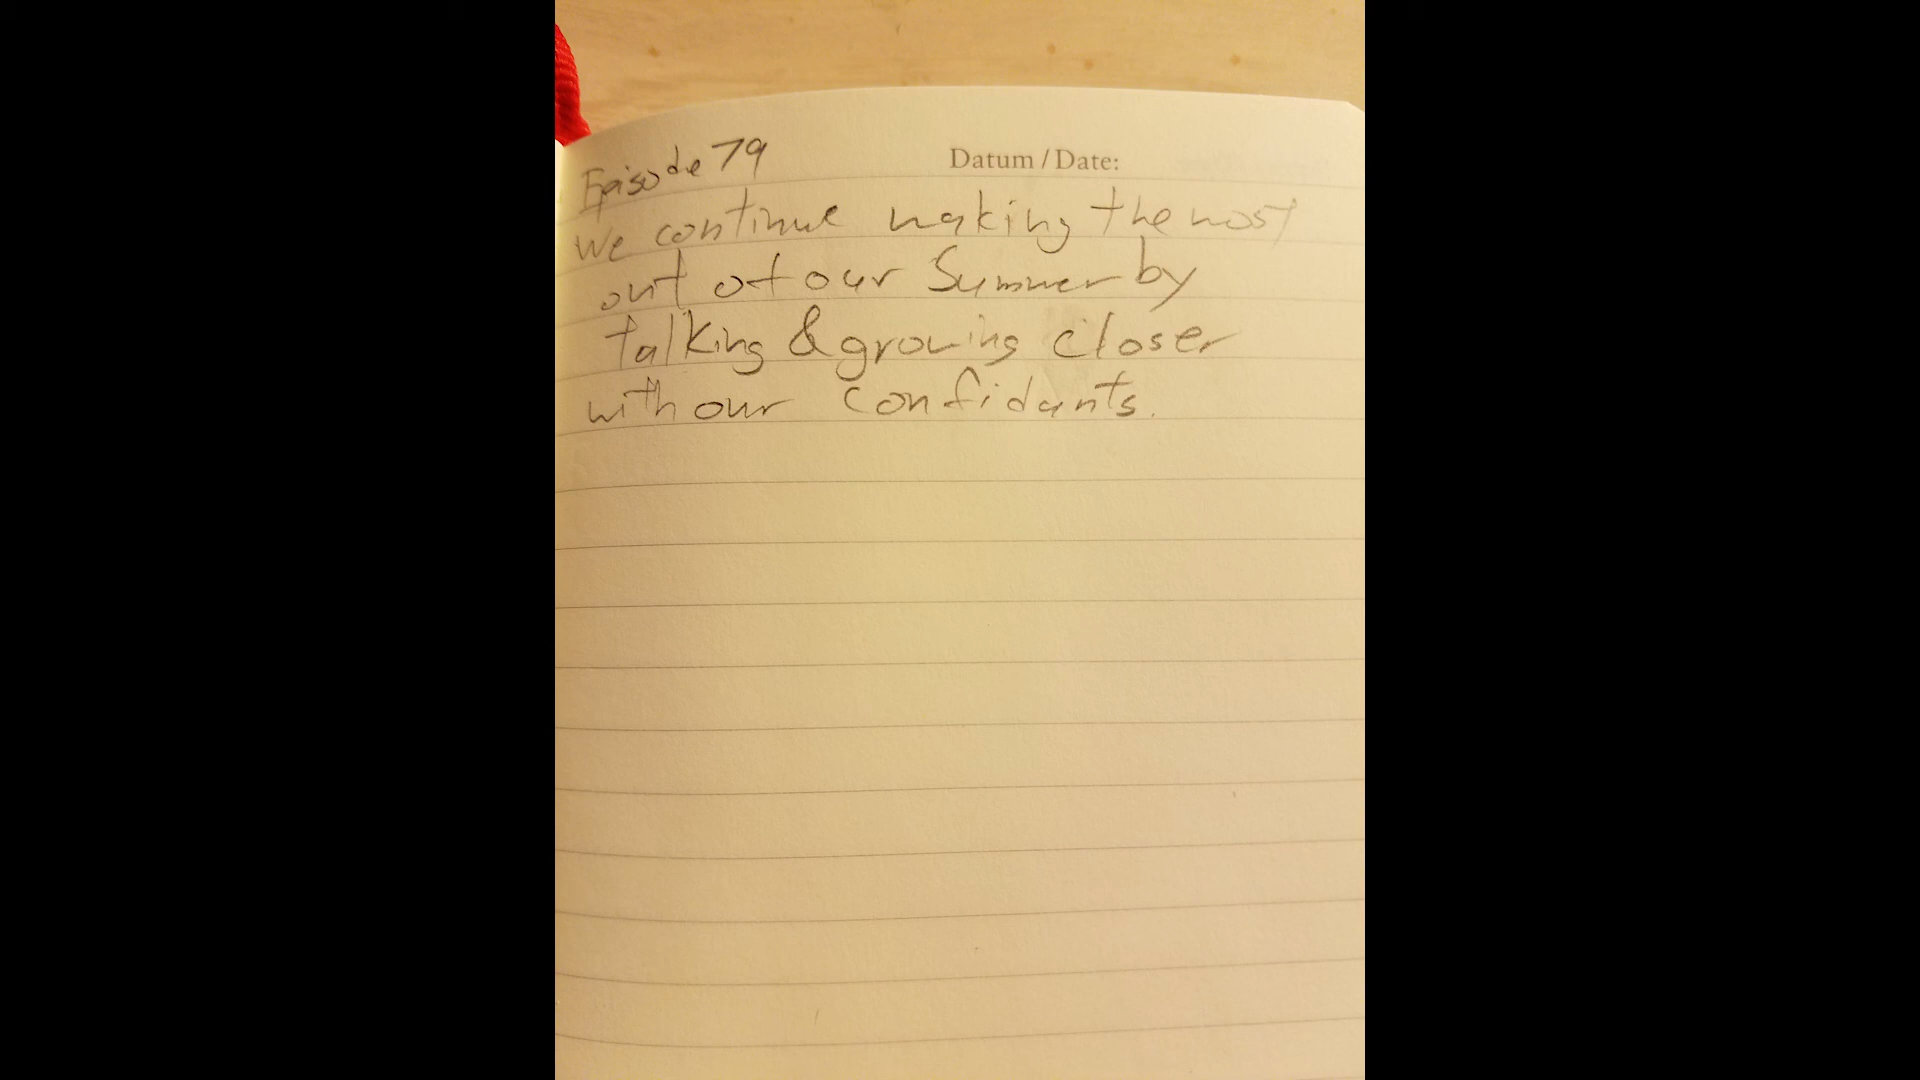 Episode 79
Datum / Date:
We continue making the most
out of our Summer by
talking & growing closer
with our confidants.